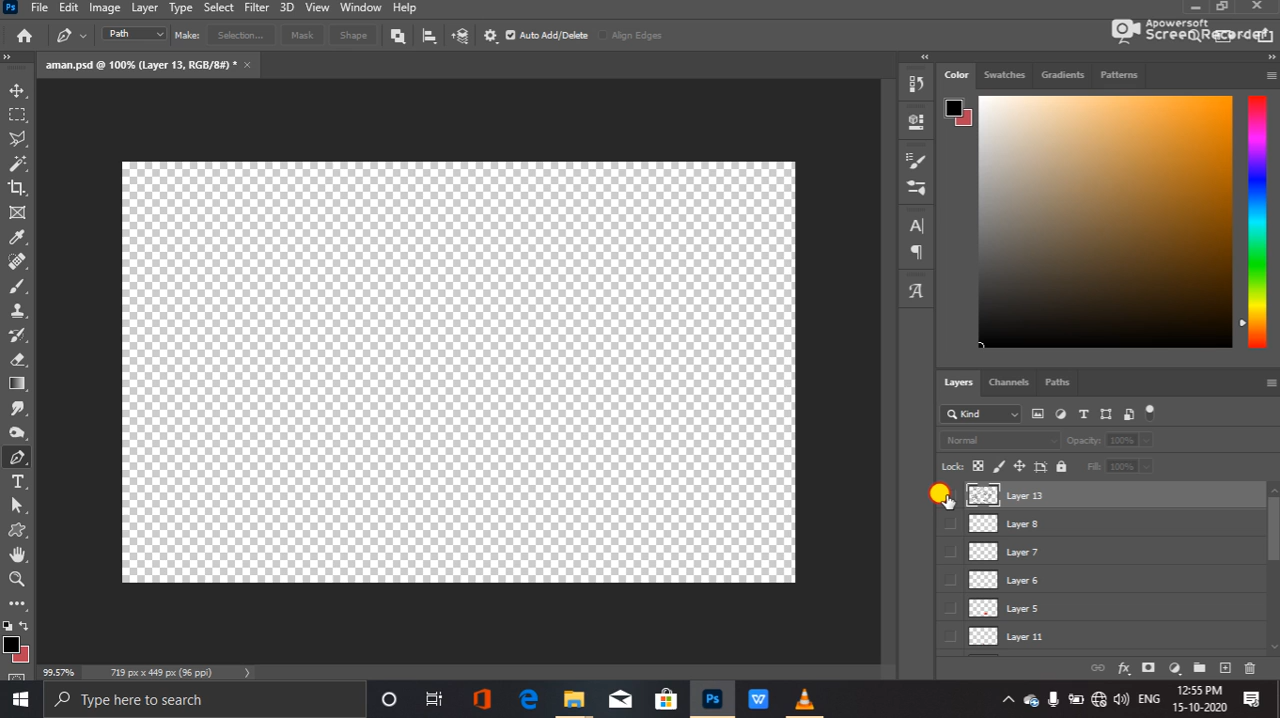 Ps File Edit Image Layer Type Select Filter 3D View Window Help
Apowersoft
Screen Recorder
Path Make: Selection... Mask Shape Auto Add/Delete Align Edges
aman.psd @ 100% (Layer 13, RGB/8#) * ×
Color Swatches Gradients Patterns
Layers Channels Paths
Kind
Normal Opacity: 100%
Lock: Fill: 100%
Layer 13
Layer 8
Layer 7
Layer 6
Layer 5
Layer 11
99.57% 719 px x 449 px (96 ppi)
Type here to search
Ps
W
ENG
12:55 PM
15-10-2020